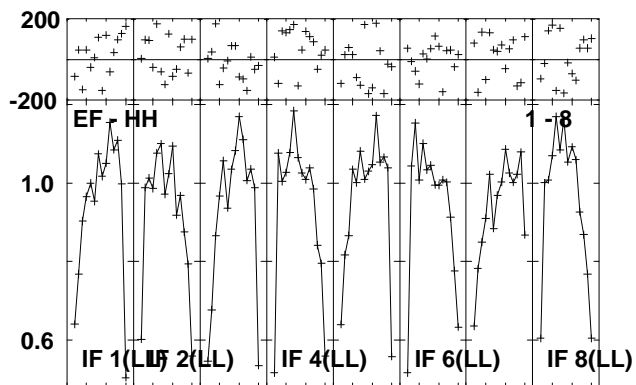 200
-200
EF - HH 1 - 8
1.0
0.6
IF 1(LL) IF 2(LL) IF 4(LL) IF 6(LL) IF 8(LL)